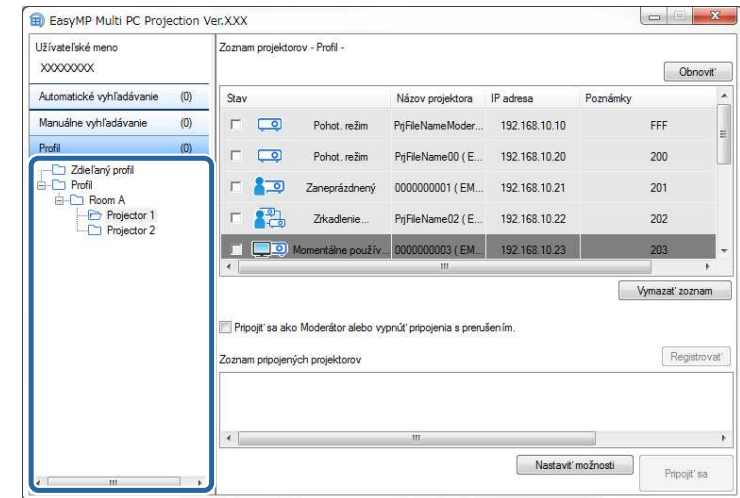 EasyMP Multi PC Projection Ver.XXX
Užívateľské meno
XXXXXXXX
Automatické vyhľadávanie (0)
Manuálne vyhľadávanie (0)
Profil (0)
Zdieľaný profil
Profil
Room A
Projector 1
Projector 2
Zoznam projektorov - Profil -
Obnoviť
Stav Názov projektora IP adresa Poznámky
Pohot. režim PrjFileNameModer... 192.168.10.10 FFF
Pohot. režim PrjFileName00 ( E... 192.168.10.20 200
Zaneprázdnený 0000000001 ( EM... 192.168.10.21 201
Zrkadlenie... PrjFileName02 ( E... 192.168.10.22 202
Momentálne použív... 0000000003 ( EM... 192.168.10.23 203
Vymazať zoznam
Pripojiť sa ako Moderátor alebo vypnúť pripojenia s prerušením.
Zoznam pripojených projektorov
Registrovať
Nastaviť možnosti
Pripojiť sa